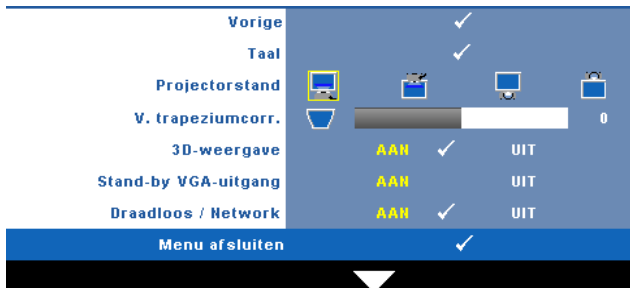 Vorige
Taal
Projectorstand
V. trapeziumcorr. 0
3D-weergave AAN UIT
Stand-by VGA-uitgang AAN UIT
Draadloos / Network AAN UIT
Menu afsluiten